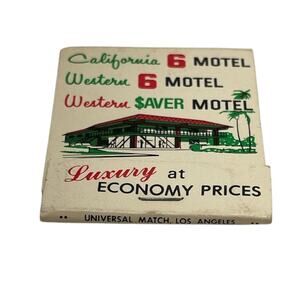 California 6 MOTEL
Western 6 MOTEL
Western $AVER MOTEL
Luxury at
ECONOMY PRICES
UNIVERSAL MATCH, LOS ANGELES